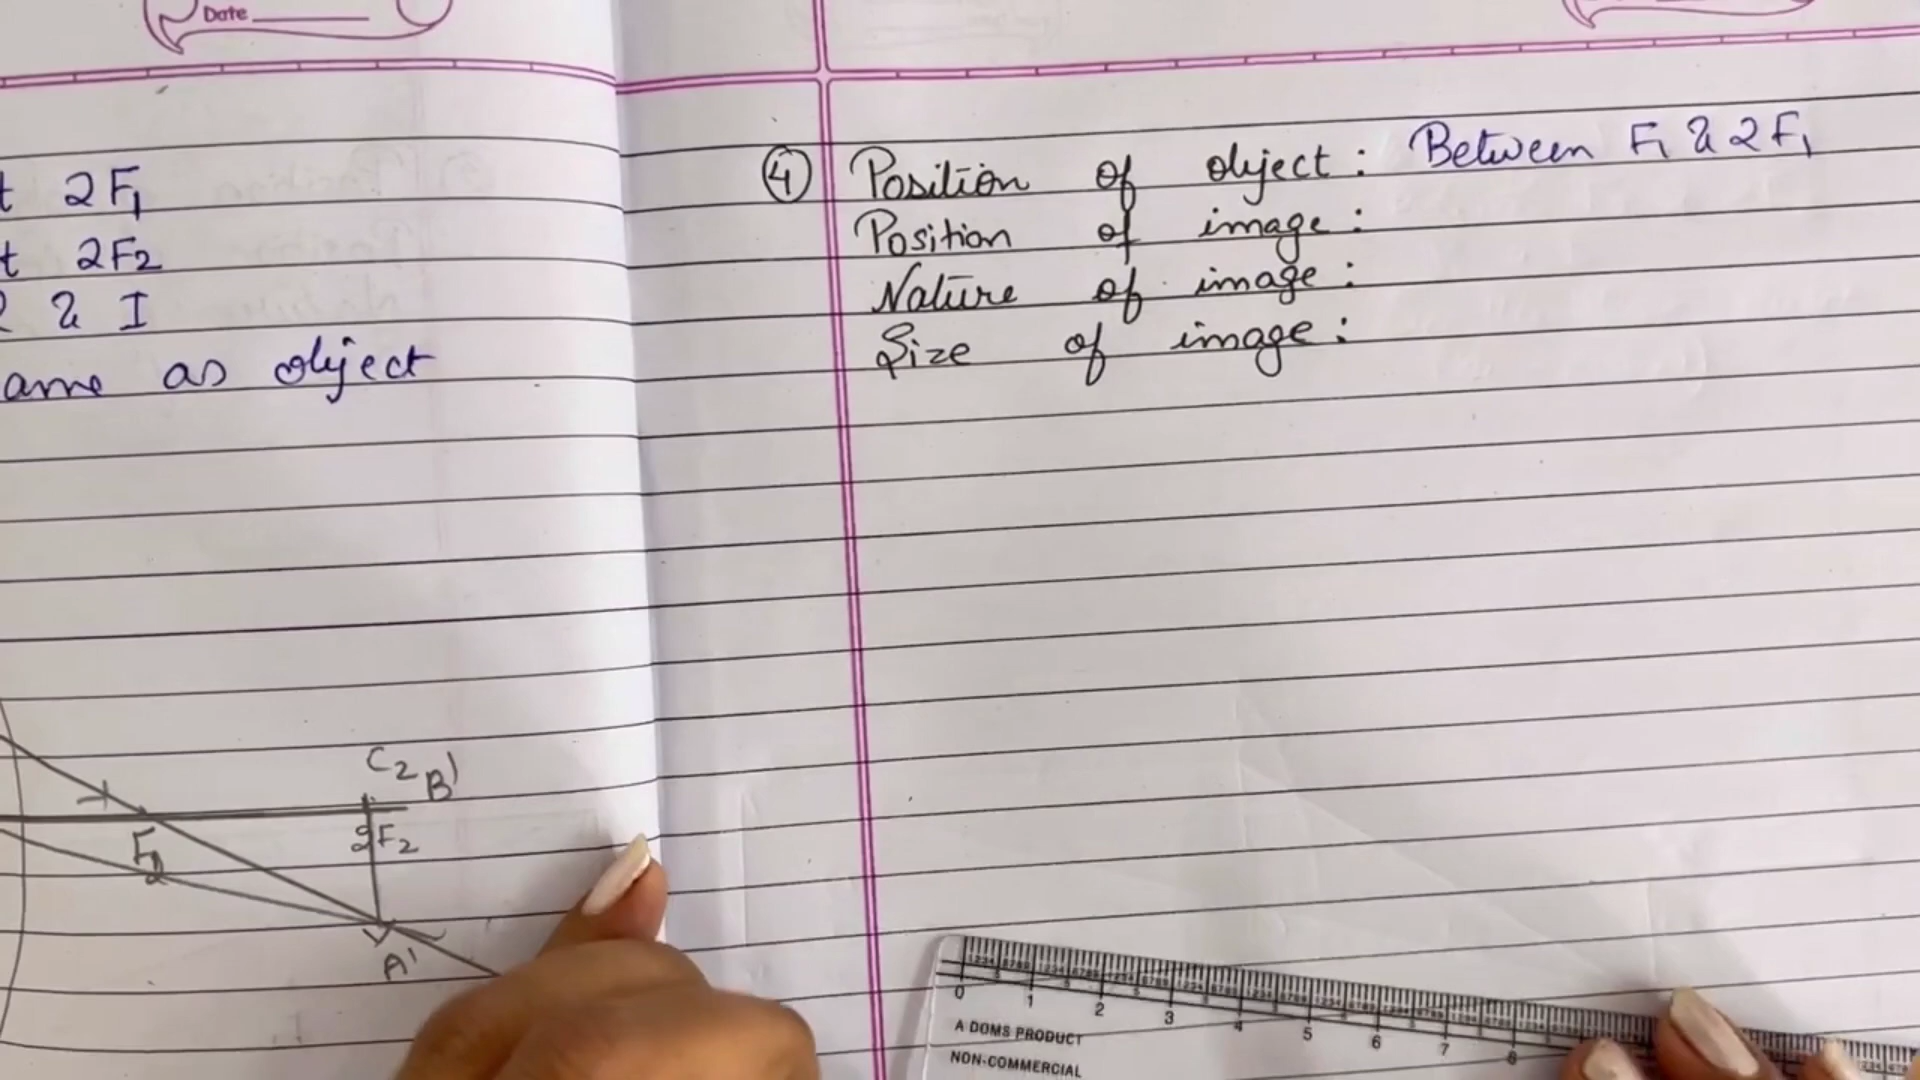 Date
t 2F1
t 2F2
& I
ame as object
C2 B'
F2
2F2
A'
④ Position of object : Between F1 & 2F1
Position of image :
Nature of image :
Size of image :
0 1 2 3 4 5 6 7 8
A DOMS PRODUCT
NON-COMMERCIAL